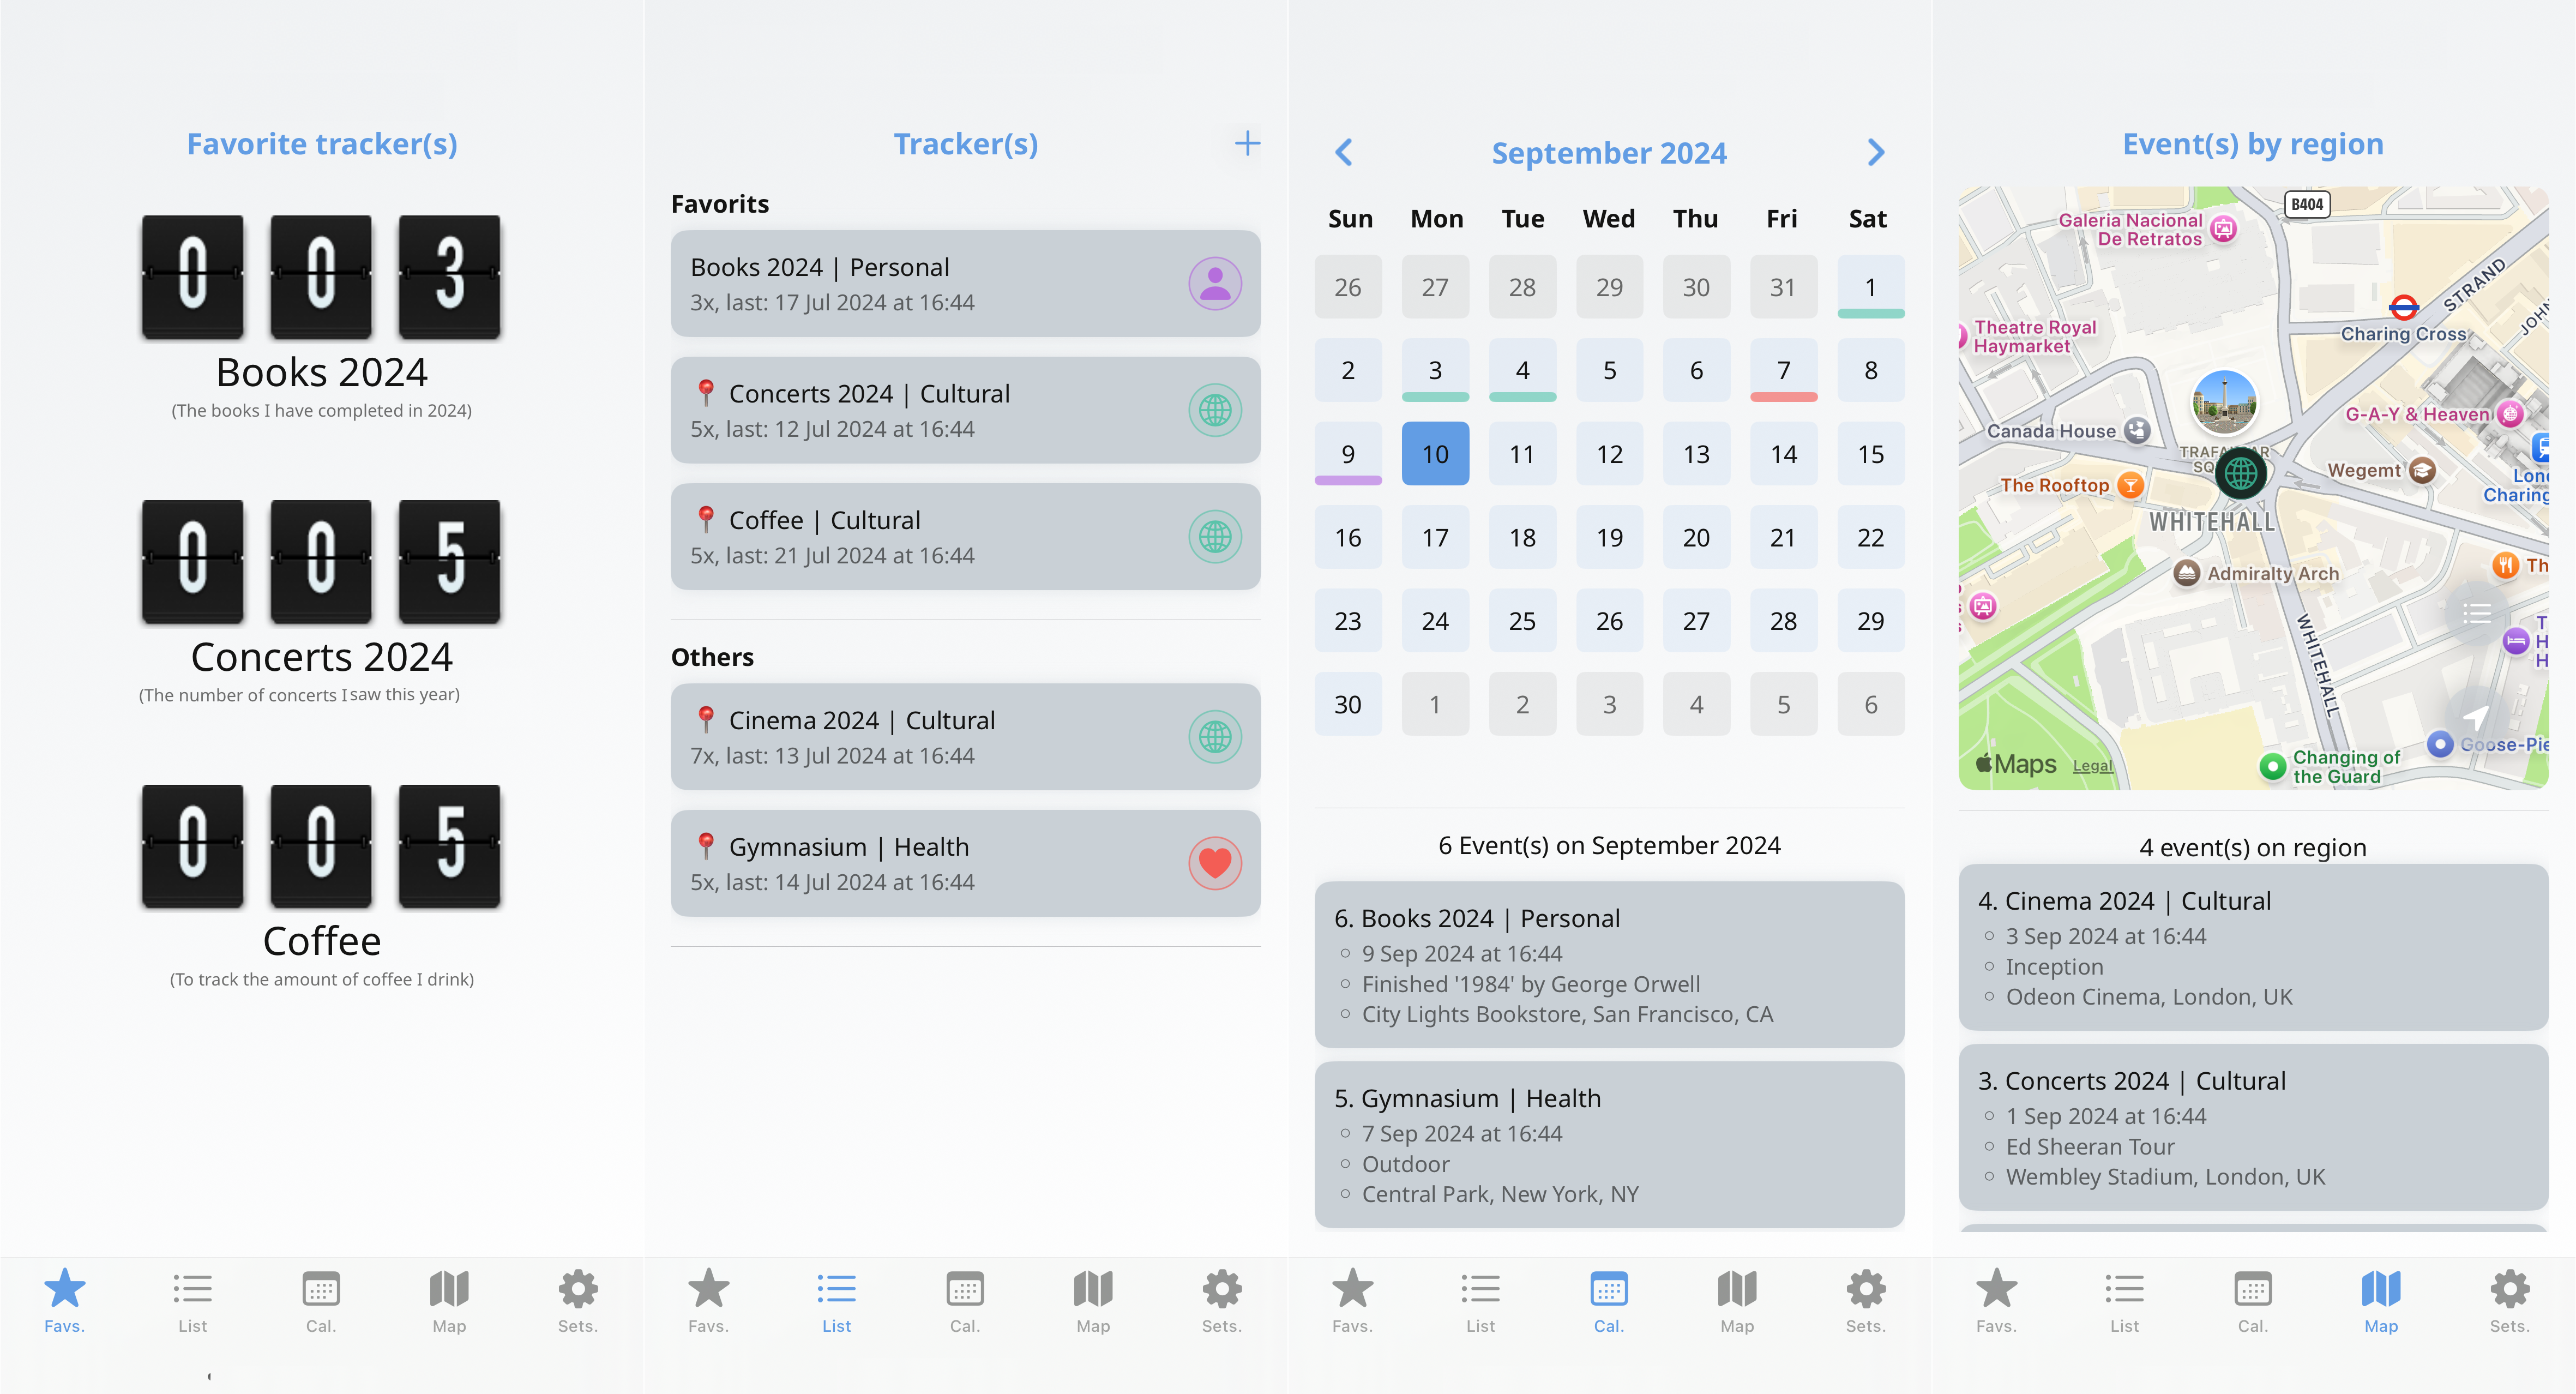 Favorite tracker(s)
0 0 3
Books 2024
(The books I have completed in 2024)
0 0 5
Concerts 2024
(The number of concerts I saw this year)
0 0 5
Coffee
(To track the amount of coffee I drink)
Favs. List Cal. Map Sets.
Tracker(s) +
Favorits
Books 2024 | Personal
3x, last: 17 Jul 2024 at 16:44
Concerts 2024 | Cultural
5x, last: 12 Jul 2024 at 16:44
Coffee | Cultural
5x, last: 21 Jul 2024 at 16:44
Others
Cinema 2024 | Cultural
7x, last: 13 Jul 2024 at 16:44
Gymnasium | Health
5x, last: 14 Jul 2024 at 16:44
Favs. List Cal. Map Sets.
September 2024
Sun Mon Tue Wed Thu Fri Sat
26 27 28 29 30 31 1
2 3 4 5 6 7 8
9 10 11 12 13 14 15
16 17 18 19 20 21 22
23 24 25 26 27 28 29
30 1 2 3 4 5 6
6 Event(s) on September 2024
6. Books 2024 | Personal
9 Sep 2024 at 16:44
Finished '1984' by George Orwell
City Lights Bookstore, San Francisco, CA
5. Gymnasium | Health
7 Sep 2024 at 16:44
Outdoor
Central Park, New York, NY
Favs. List Cal. Map Sets.
Event(s) by region
B404
Galeria Nacional
De Retratos
STRAND
Theatre Royal
Haymarket
Charing Cross
JOHN
G-A-Y & Heaven
Canada House
Wegemt
Charing
The Rooftop
WHITEHALL
Admiralty Arch
Th
WHITEHALL
Goose-Pie
Changing of
the Guard
Maps Legal
4 event(s) on region
4. Cinema 2024 | Cultural
3 Sep 2024 at 16:44
Inception
Odeon Cinema, London, UK
3. Concerts 2024 | Cultural
1 Sep 2024 at 16:44
Ed Sheeran Tour
Wembley Stadium, London, UK
Favs. List Cal. Map Sets.